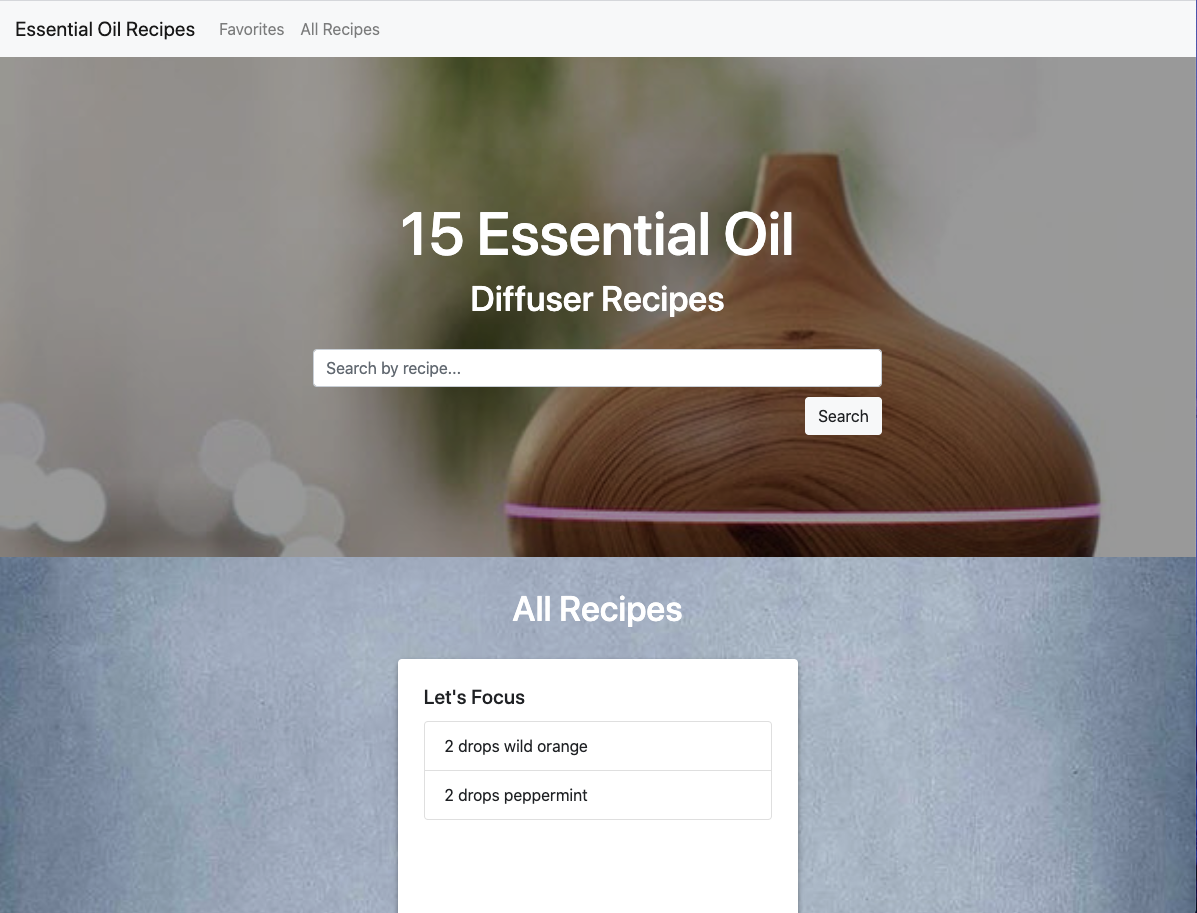 Essential Oil Recipes Favorites All Recipes
15 Essential Oil
Diffuser Recipes
Search by recipe...
Search
All Recipes
Let's Focus
2 drops wild orange
2 drops peppermint